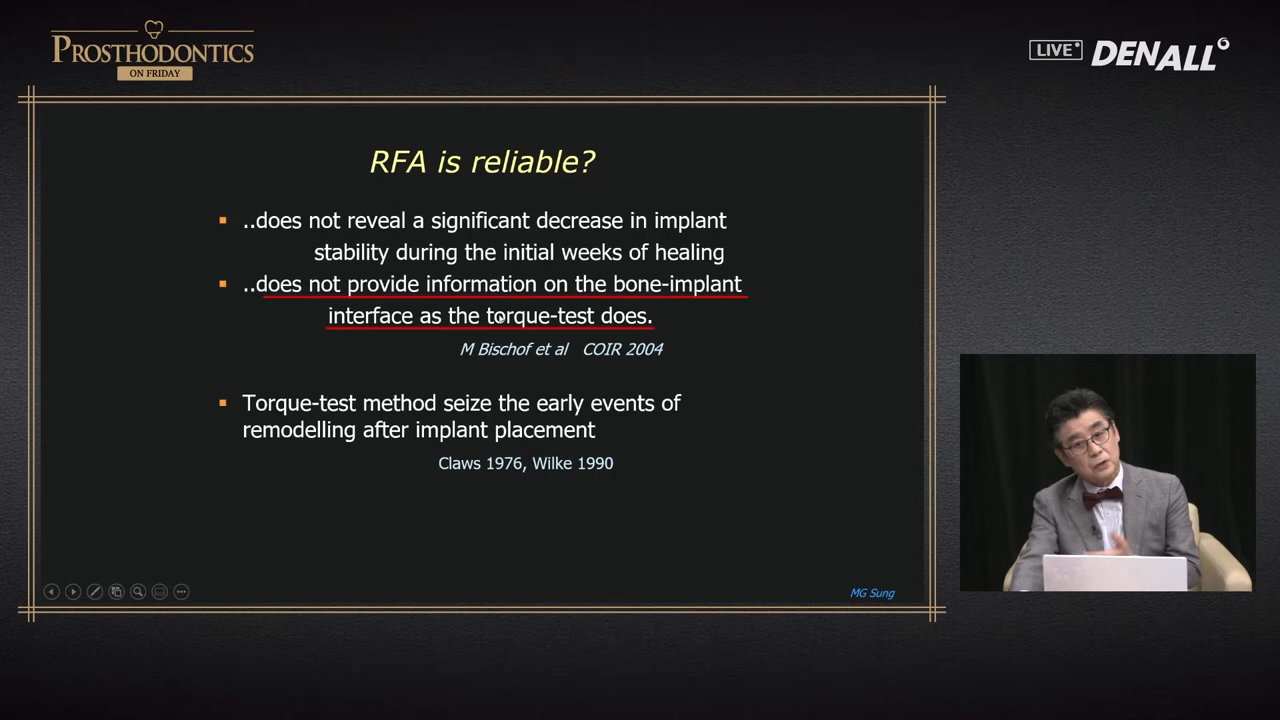 PROSTHODONTICS
ON FRIDAY
LIVE
DENALL
RFA is reliable?
..does not reveal a significant decrease in implant
stability during the initial weeks of healing
..does not provide information on the bone-implant
interface as the torque-test does.
M Bischof et al COIR 2004
Torque-test method seize the early events of
remodelling after implant placement
Claws 1976, Wilke 1990
MG Sung